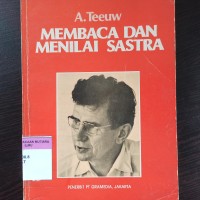 A.Teeuw
MEMBACA DAN
MENILAI SASTRA
PENERBIT PT GRAMEDIA, JAKARTA